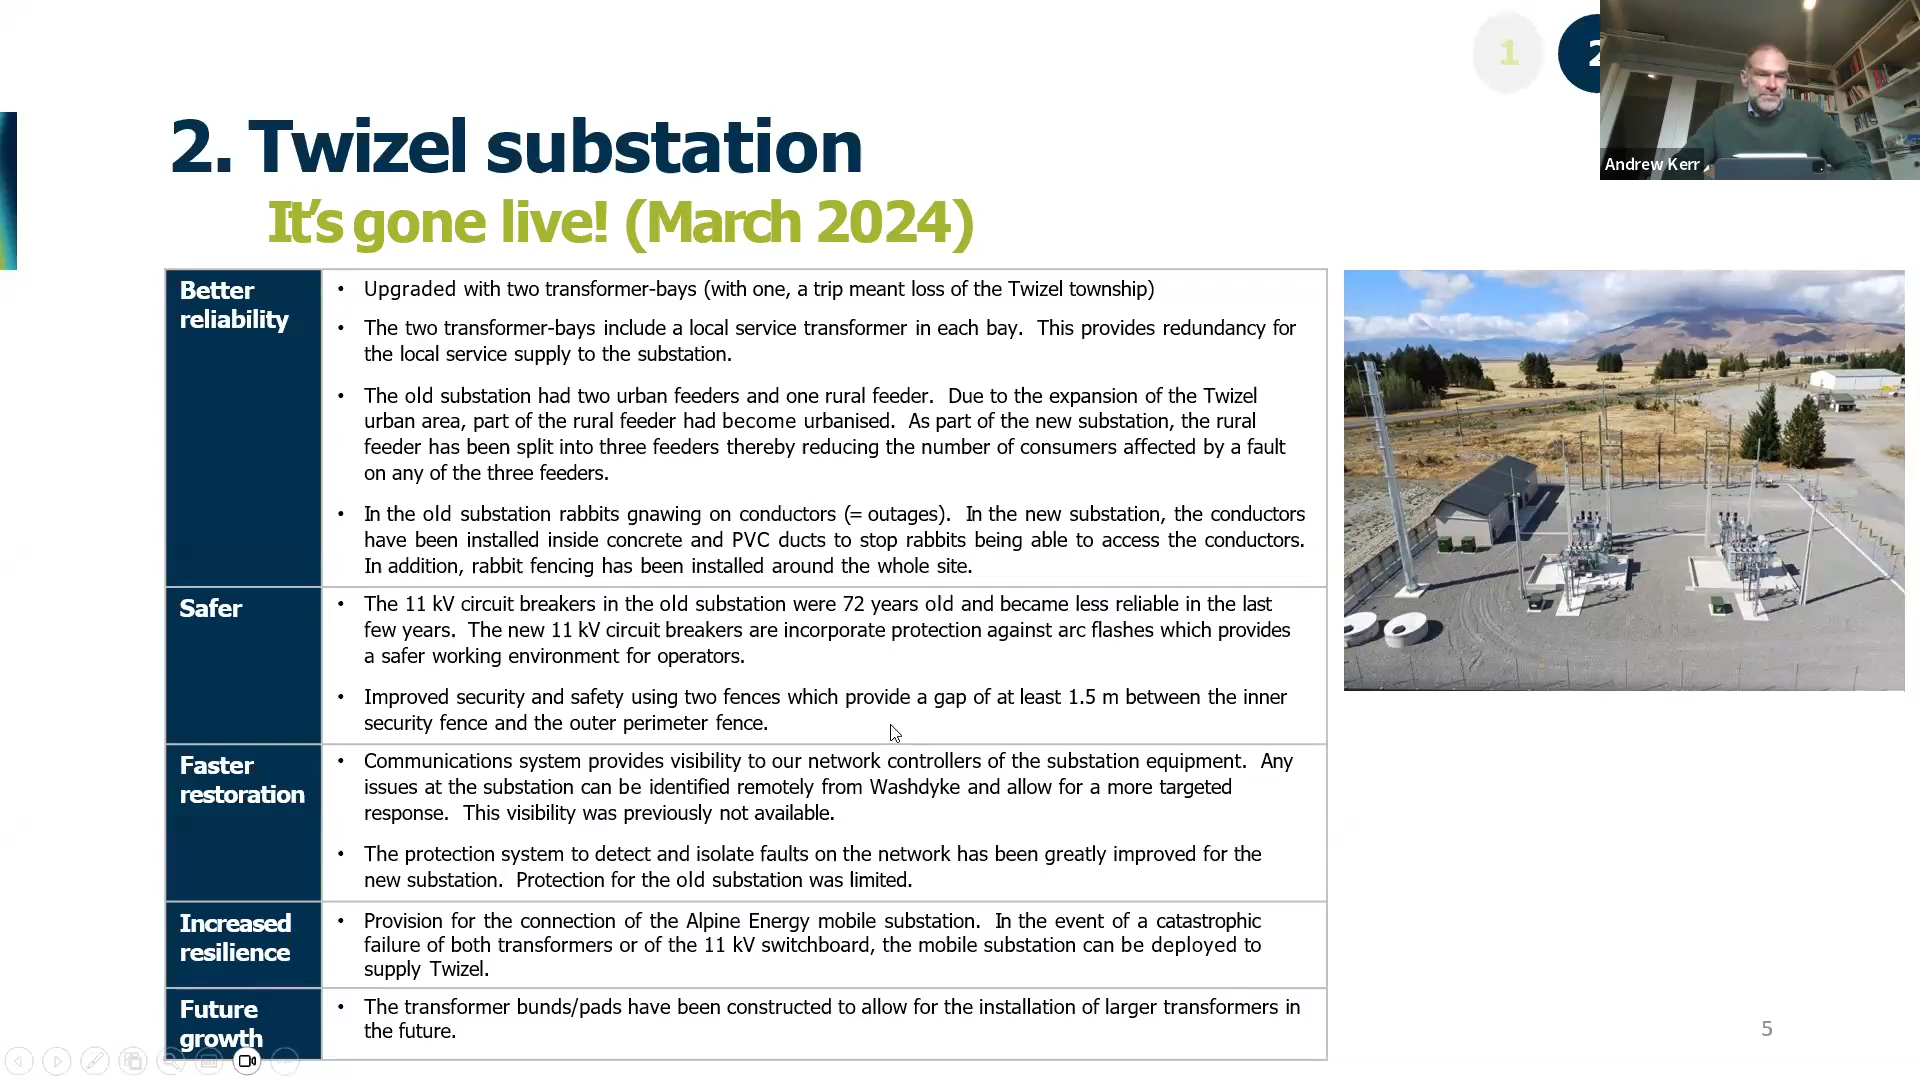 1
2
Andrew Kerr
2. Twizel substation
It's gone live! (March 2024)
Better
reliability
• Upgraded with two transformer-bays (with one, a trip meant loss of the Twizel township)
• The two transformer-bays include a local service transformer in each bay. This provides redundancy for
the local service supply to the substation.
• The old substation had two urban feeders and one rural feeder. Due to the expansion of the Twizel
urban area, part of the rural feeder had become urbanised. As part of the new substation, the rural
feeder has been split into three feeders thereby reducing the number of consumers affected by a fault
on any of the three feeders.
• In the old substation rabbits gnawing on conductors (= outages). In the new substation, the conductors
have been installed inside concrete and PVC ducts to stop rabbits being able to access the conductors.
In addition, rabbit fencing has been installed around the whole site.
Safer
• The 11 kV circuit breakers in the old substation were 72 years old and became less reliable in the last
few years. The new 11 kV circuit breakers are incorporate protection against arc flashes which provides
a safer working environment for operators.
• Improved security and safety using two fences which provide a gap of at least 1.5 m between the inner
security fence and the outer perimeter fence.
Faster
restoration
• Communications system provides visibility to our network controllers of the substation equipment. Any
issues at the substation can be identified remotely from Washdyke and allow for a more targeted
response. This visibility was previously not available.
• The protection system to detect and isolate faults on the network has been greatly improved for the
new substation. Protection for the old substation was limited.
Increased
resilience
• Provision for the connection of the Alpine Energy mobile substation. In the event of a catastrophic
failure of both transformers or of the 11 kV switchboard, the mobile substation can be deployed to
supply Twizel.
Future
growth
• The transformer bunds/pads have been constructed to allow for the installation of larger transformers in
the future.
5